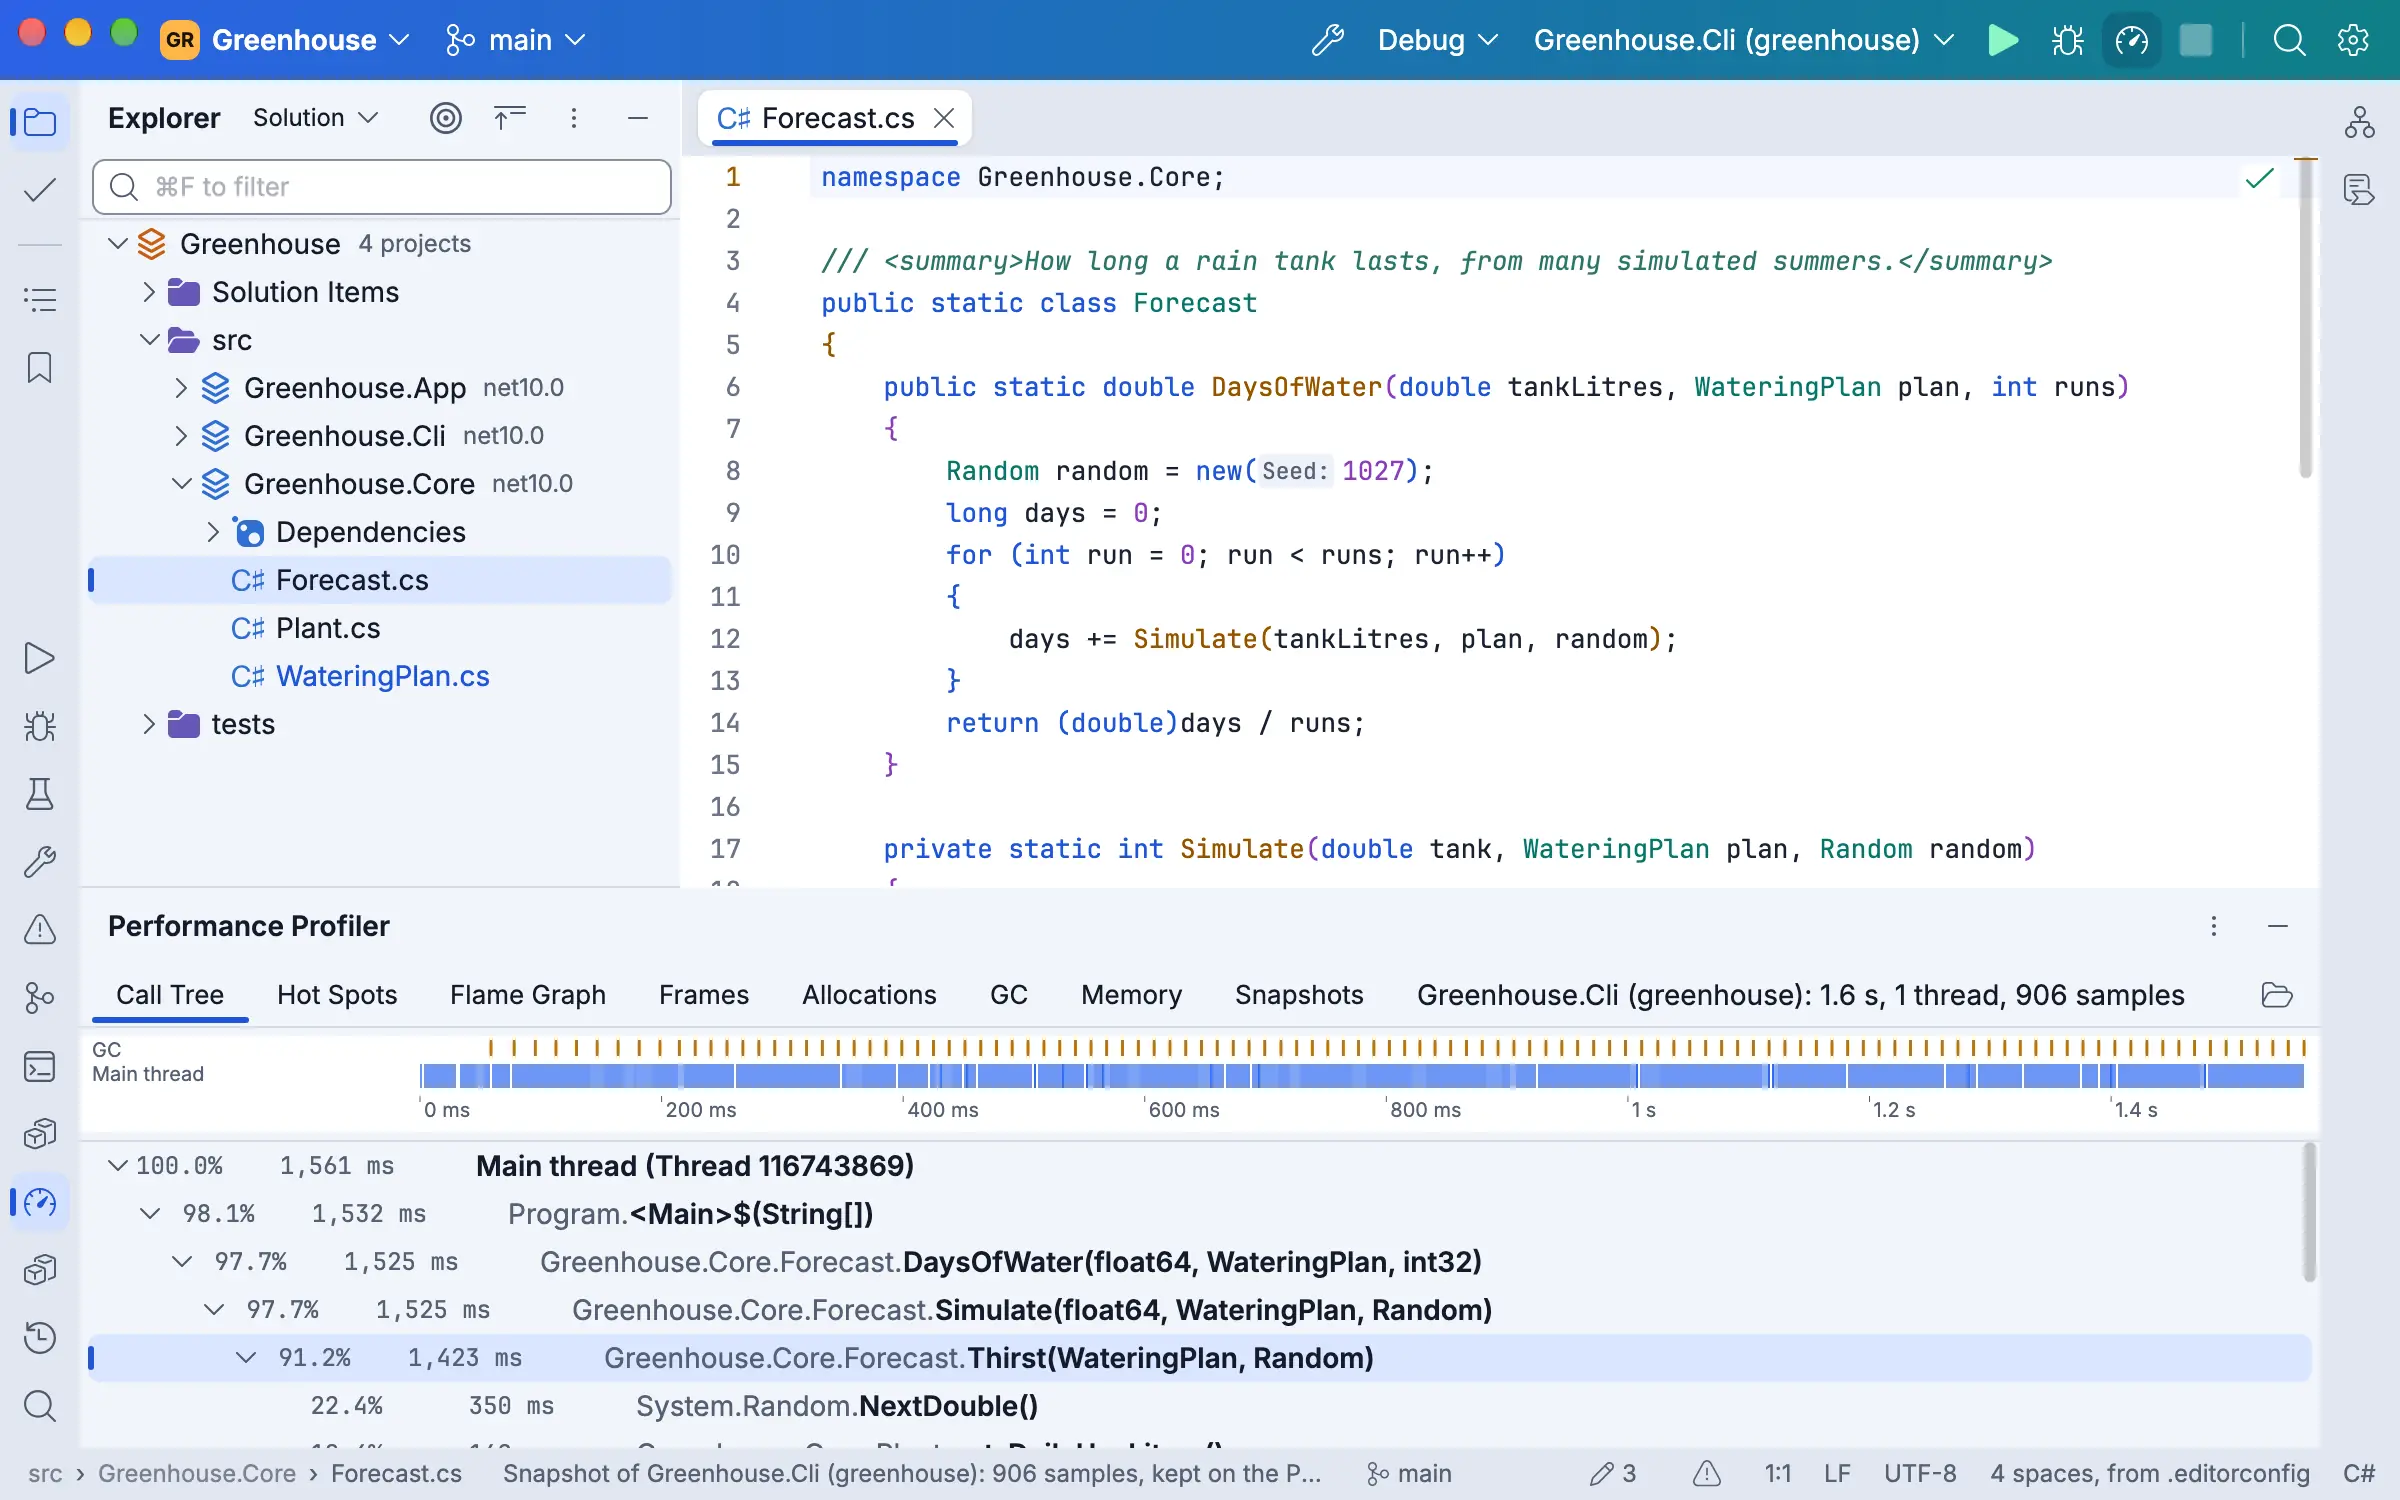 GR Greenhouse main Debug Greenhouse.Cli (greenhouse)
Explorer Solution
⌘F to filter
Greenhouse 4 projects
Solution Items
src
Greenhouse.App net10.0
Greenhouse.Cli net10.0
Greenhouse.Core net10.0
Dependencies
C# Forecast.cs
C# Plant.cs
C# WateringPlan.cs
tests
C# Forecast.cs
1 namespace Greenhouse.Core;
2
3 /// <summary>How long a rain tank lasts, from many simulated summers.</summary>
4 public static class Forecast
5 {
6 public static double DaysOfWater(double tankLitres, WateringPlan plan, int runs)
7 {
8 Random random = new(Seed: 1027);
9 long days = 0;
10 for (int run = 0; run < runs; run++)
11 {
12 days += Simulate(tankLitres, plan, random);
13 }
14 return (double)days / runs;
15 }
16
17 private static int Simulate(double tank, WateringPlan plan, Random random)
Performance Profiler
Call Tree Hot Spots Flame Graph Frames Allocations GC Memory Snapshots Greenhouse.Cli (greenhouse): 1.6 s, 1 thread, 906 samples
GC
Main thread
0 ms 200 ms 400 ms 600 ms 800 ms 1 s 1.2 s 1.4 s
100.0% 1,561 ms Main thread (Thread 116743869)
98.1% 1,532 ms Program.<Main>$(String[])
97.7% 1,525 ms Greenhouse.Core.Forecast.DaysOfWater(float64, WateringPlan, int32)
97.7% 1,525 ms Greenhouse.Core.Forecast.Simulate(float64, WateringPlan, Random)
91.2% 1,423 ms Greenhouse.Core.Forecast.Thirst(WateringPlan, Random)
22.4% 350 ms System.Random.NextDouble()
src › Greenhouse.Core › Forecast.cs Snapshot of Greenhouse.Cli (greenhouse): 906 samples, kept on the P... main 3 1:1 LF UTF-8 4 spaces, from .editorconfig C#